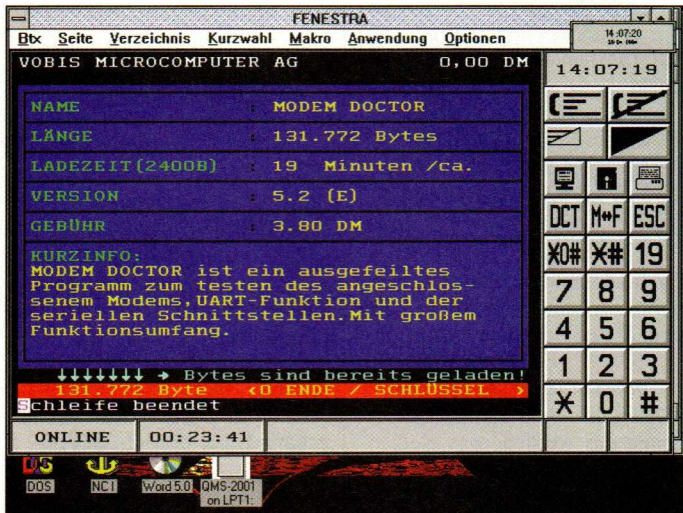 FENESTRA
Btx Seite Verzeichnis Kurzwahl Makro Anwendung Optionen
14:07:20
VOBIS MICROCOMPUTER AG 0,00 DM
14:07:19
NAME : MODEM DOCTOR
LÄNGE : 131.772 Bytes
LADEZEIT(2400B) : 19 Minuten /ca.
VERSION : 5.2 (E)
GEBÜHR : 3.80 DM
KURZINFO:
MODEM DOCTOR ist ein ausgefeiltes
Programm zum testen des angeschlos-
senem Modems,UART-Funktion und der
seriellen Schnittstellen.Mit großem
Funktionsumfang.
↓↓↓↓↓↓↓ → Bytes sind bereits geladen!
131.772 Byte <0 ENDE / SCHLÜSSEL >
Schleife beendet
DCT M↔F ESC
*0# *# 19
7 8 9
4 5 6
1 2 3
* 0 #
ONLINE 00:23:41
DOS
DOS NCI Word 5.0 QMS-2001
on LPT1: